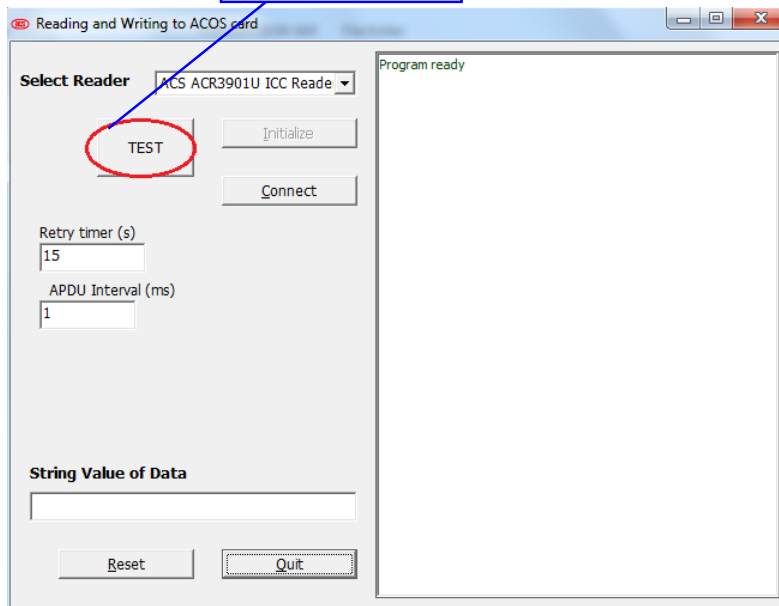 Reading and Writing to ACOS card
Program ready
Select Reader
ACS ACR3901U ICC Reade
TEST
Initialize
Connect
Retry timer (s)
15
APDU Interval (ms)
1
String Value of Data
Reset
Quit